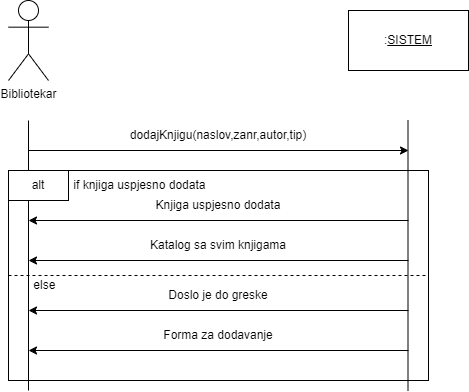 :SISTEM
Bibliotekar
dodajKnjigu(naslov,zanr,autor,tip)
alt
if knjiga uspjesno dodata
Knjiga uspjesno dodata
Katalog sa svim knjigama
else
Doslo je do greske
Forma za dodavanje